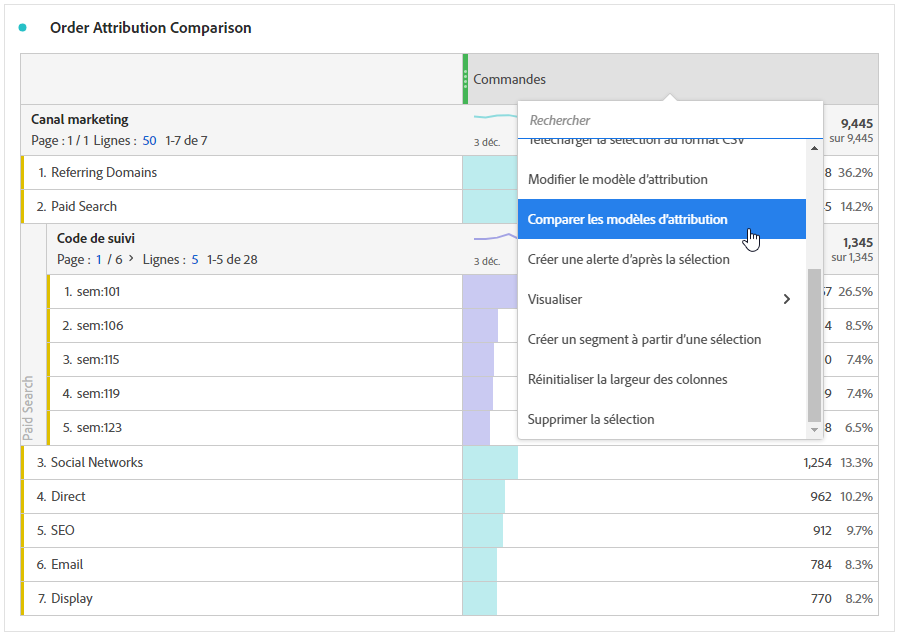 Order Attribution Comparison
Commandes
Canal marketing
Page : 1 / 1 Lignes : 50 1-7 de 7
3 déc.
9,445
sur 9,445
Rechercher
Télécharger la sélection au format CSV
Modifier le modèle d'attribution
Comparer les modèles d'attribution
Créer une alerte d'après la sélection
Visualiser
Créer un segment à partir d'une sélection
Réinitialiser la largeur des colonnes
Supprimer la sélection
1. Referring Domains
8 36.2%
2. Paid Search
5 14.2%
Code de suivi
Page : 1 / 6 > Lignes : 5 1-5 de 28
3 déc.
1,345
sur 1,345
Paid Search
1. sem:101
57 26.5%
2. sem:106
4 8.5%
3. sem:115
0 7.4%
4. sem:119
9 7.4%
5. sem:123
8 6.5%
3. Social Networks 1,254 13.3%
4. Direct 962 10.2%
5. SEO 912 9.7%
6. Email 784 8.3%
7. Display 770 8.2%